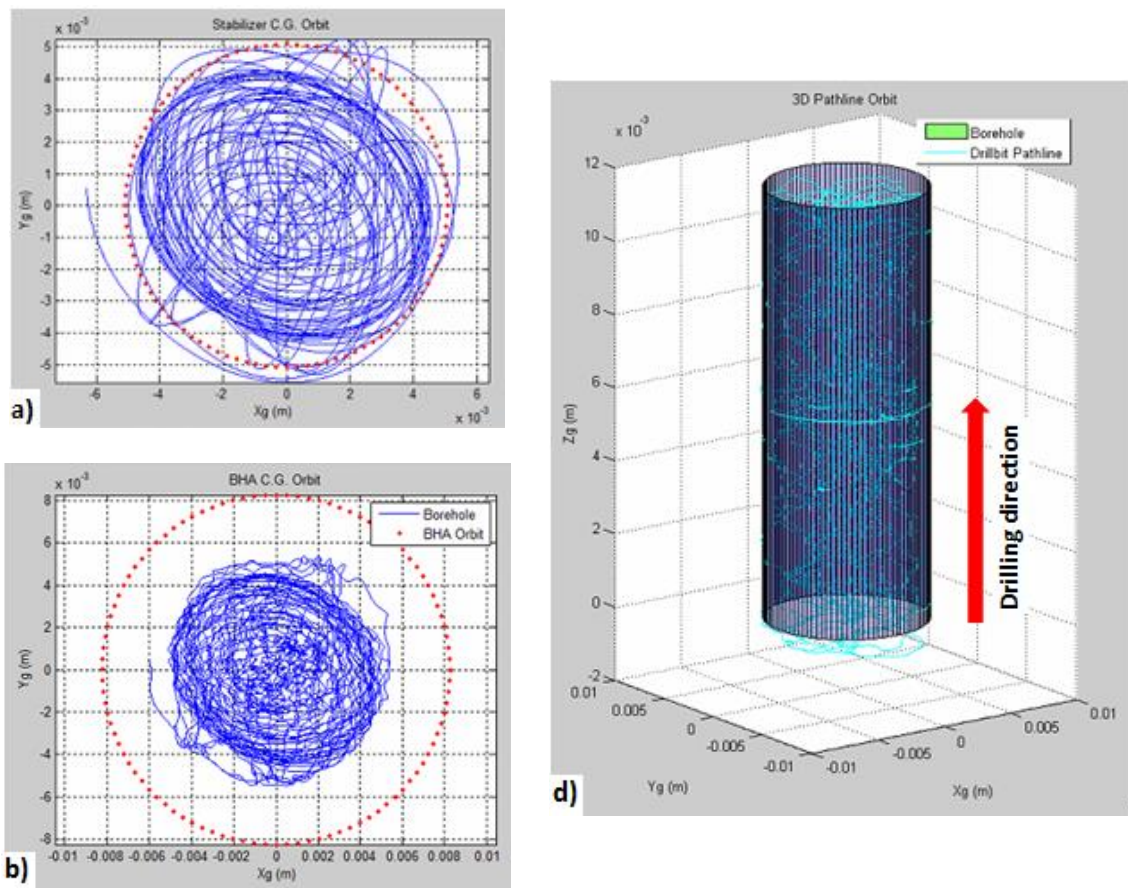 Stabilizer C.G. Orbit
x 10⁻³
5
4
3
2
1
0
-1
-2
-3
-4
-5
Yg (m)
-6 -4 -2 0 2 4 6
Xg (m)
x 10⁻³
a)
BHA C.G. Orbit
x 10⁻³
8
6
4
2
0
-2
-4
-6
-8
Yg (m)
Borehole
BHA Orbit
-0.01 -0.008 -0.006 -0.004 -0.002 0 0.002 0.004 0.006 0.008 0.01
Xg (m)
b)
3D Pathline Orbit
x 10⁻³
Borehole
Drillbit Pathline
12
10
8
6
4
2
0
-2
Zg (m)
Drilling direction
0.01
0.005
0
-0.005
-0.01
Yg (m)
-0.01
-0.005
0
0.005
0.01
Xg (m)
d)